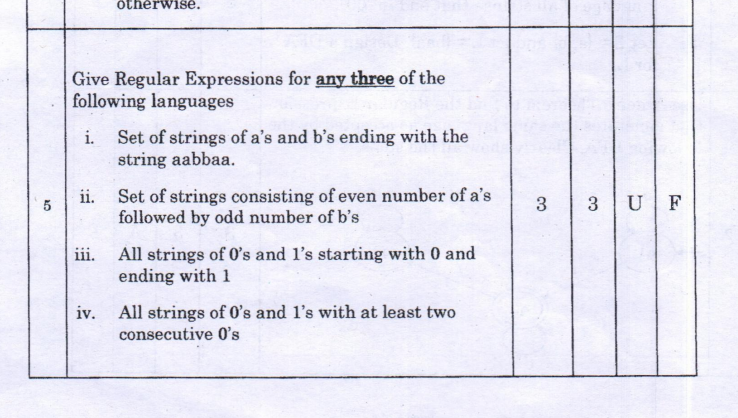 otherwise.
Give Regular Expressions for any three of the
following languages
i. Set of strings of a's and b's ending with the
string aabbaa.
ii. Set of strings consisting of even number of a's
followed by odd number of b's
5
3
3
U
F
iii. All strings of 0's and 1's starting with 0 and
ending with 1
iv. All strings of 0's and 1's with at least two
consecutive 0's